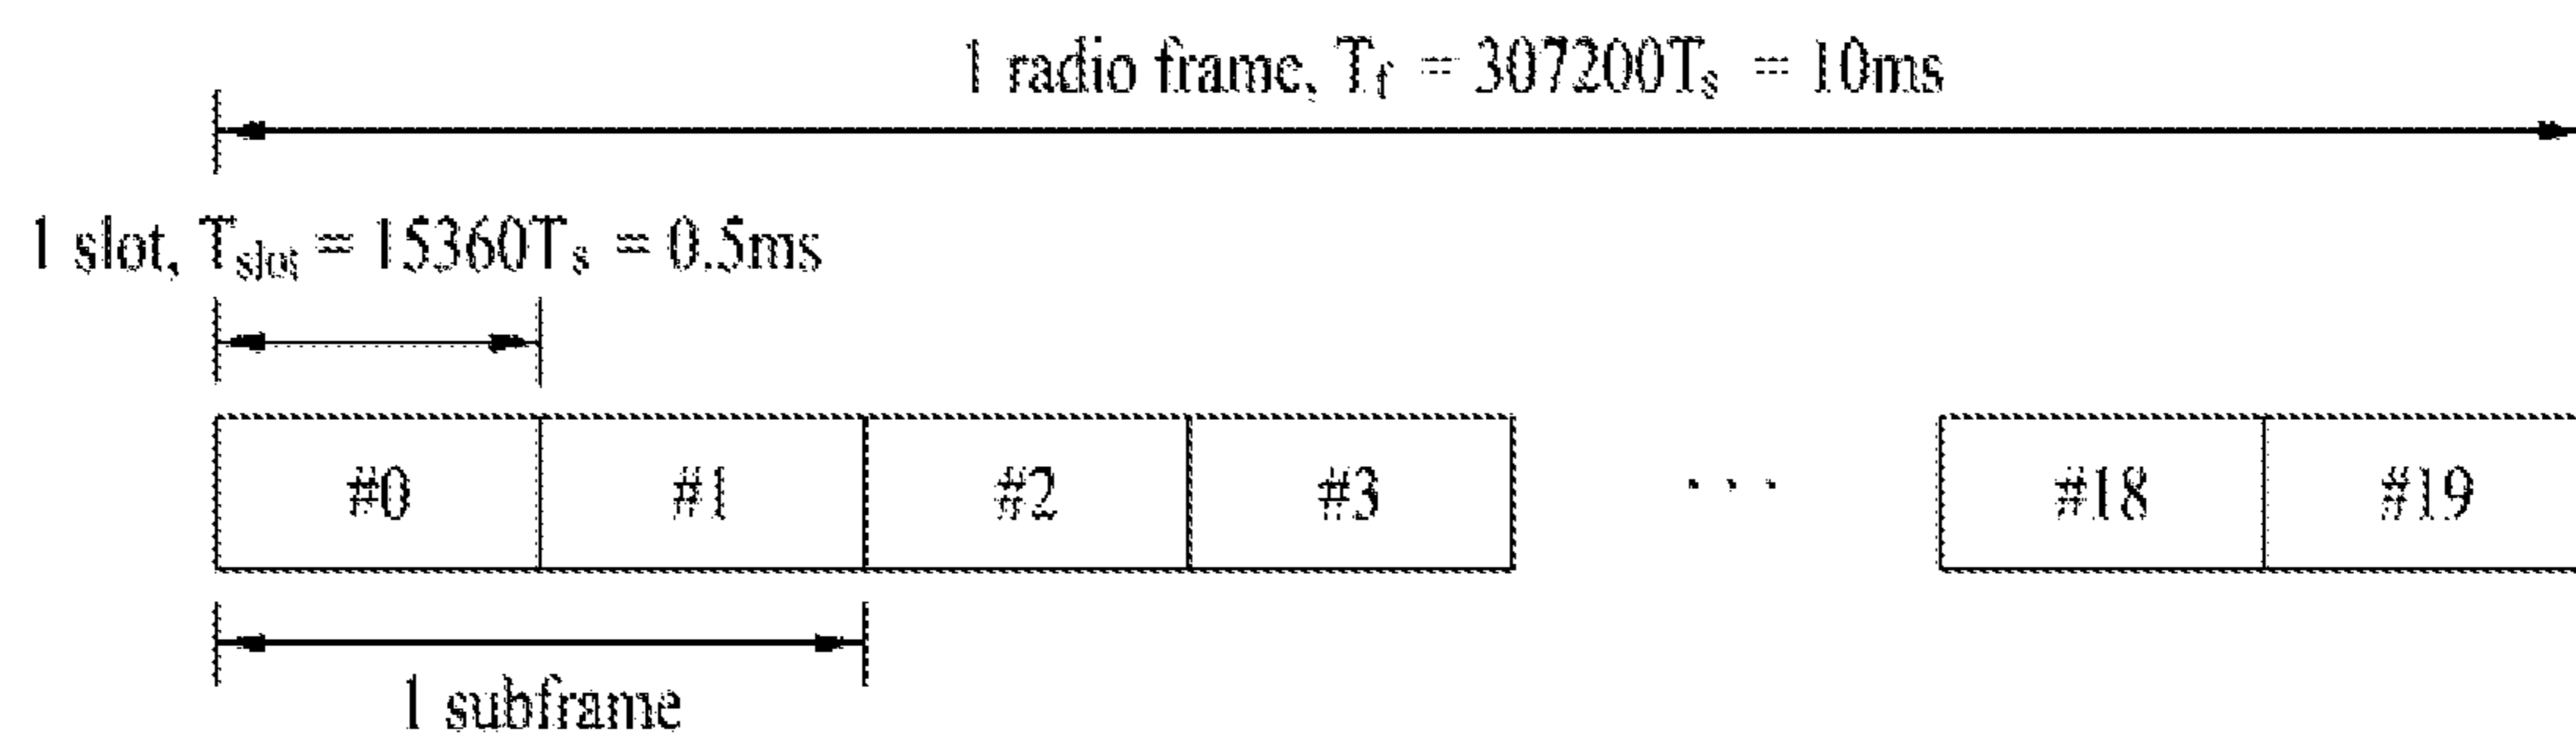 1 radio frame, Tf = 307200Ts = 10ms
1 slot, Tslot = 15360Ts = 0.5ms
#0 #1 #2 #3 ... #18 #19
1 subframe